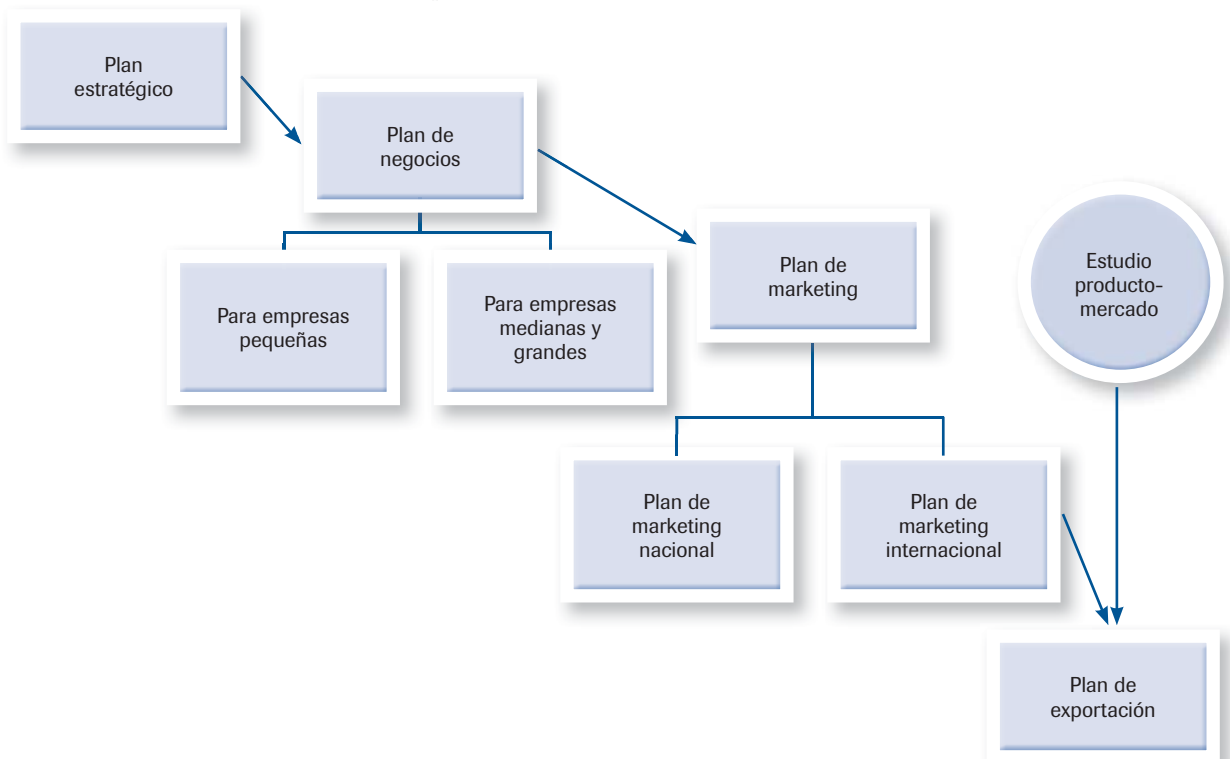 Plan
estratégico
Plan de
negocios
Para empresas
pequeñas
Para empresas
medianas y
grandes
Plan de
marketing
Estudio
producto-
mercado
Plan de
marketing
nacional
Plan de
marketing
internacional
Plan de
exportación